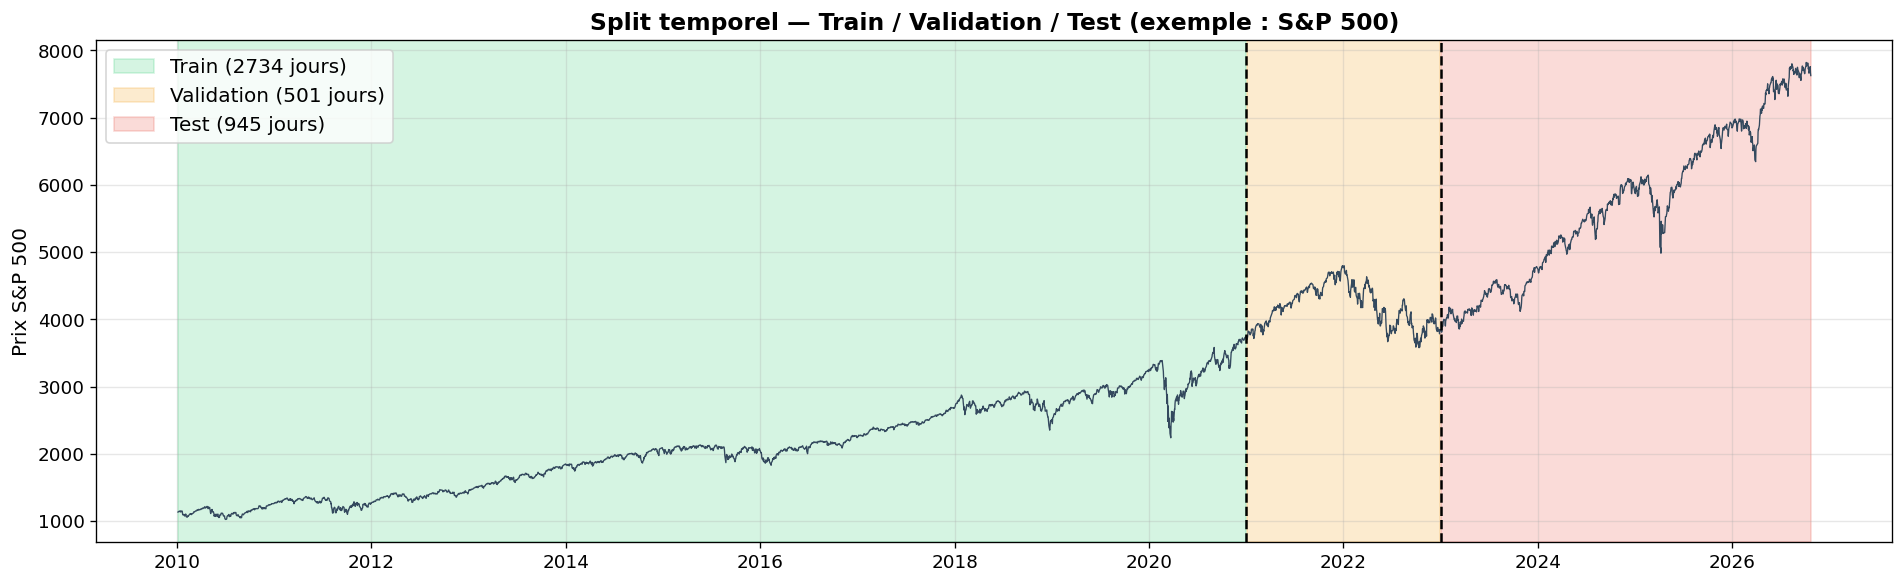 Split temporel — Train / Validation / Test (exemple : S&P 500)
Train (2734 jours)
Validation (501 jours)
Test (945 jours)
Prix S&P 500
8000
7000
6000
5000
4000
3000
2000
1000
2010 2012 2014 2016 2018 2020 2022 2024 2026